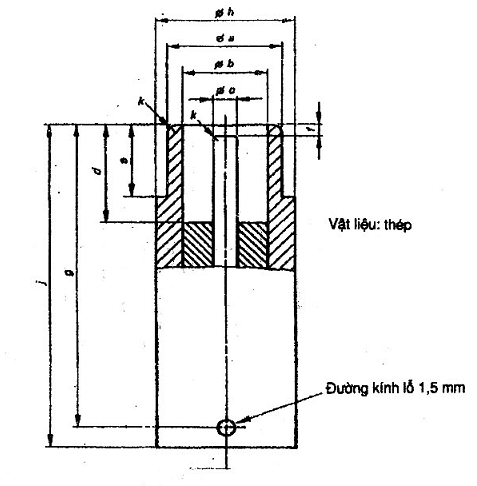 ø h
ø a
ø b
ø c
k
k
f
d
e
j
g
Vật liệu: thép
Đường kính lỗ 1,5 mm